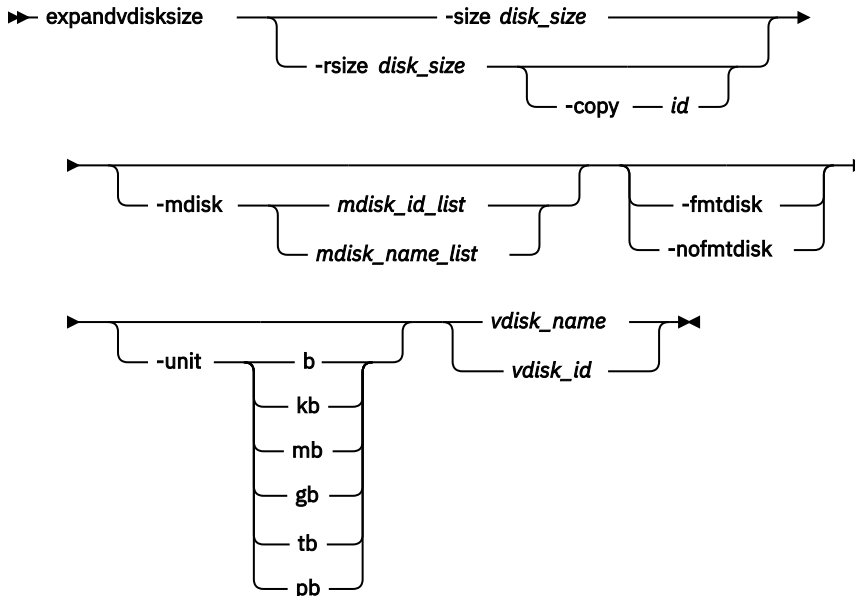 expandvdisksize -size disk_size
-rsize disk_size
-copy id
-mdisk mdisk_id_list -fmtdisk
mdisk_name_list -nofmtdisk
vdisk_name
-unit b vdisk_id
kb
mb
gb
tb
pb